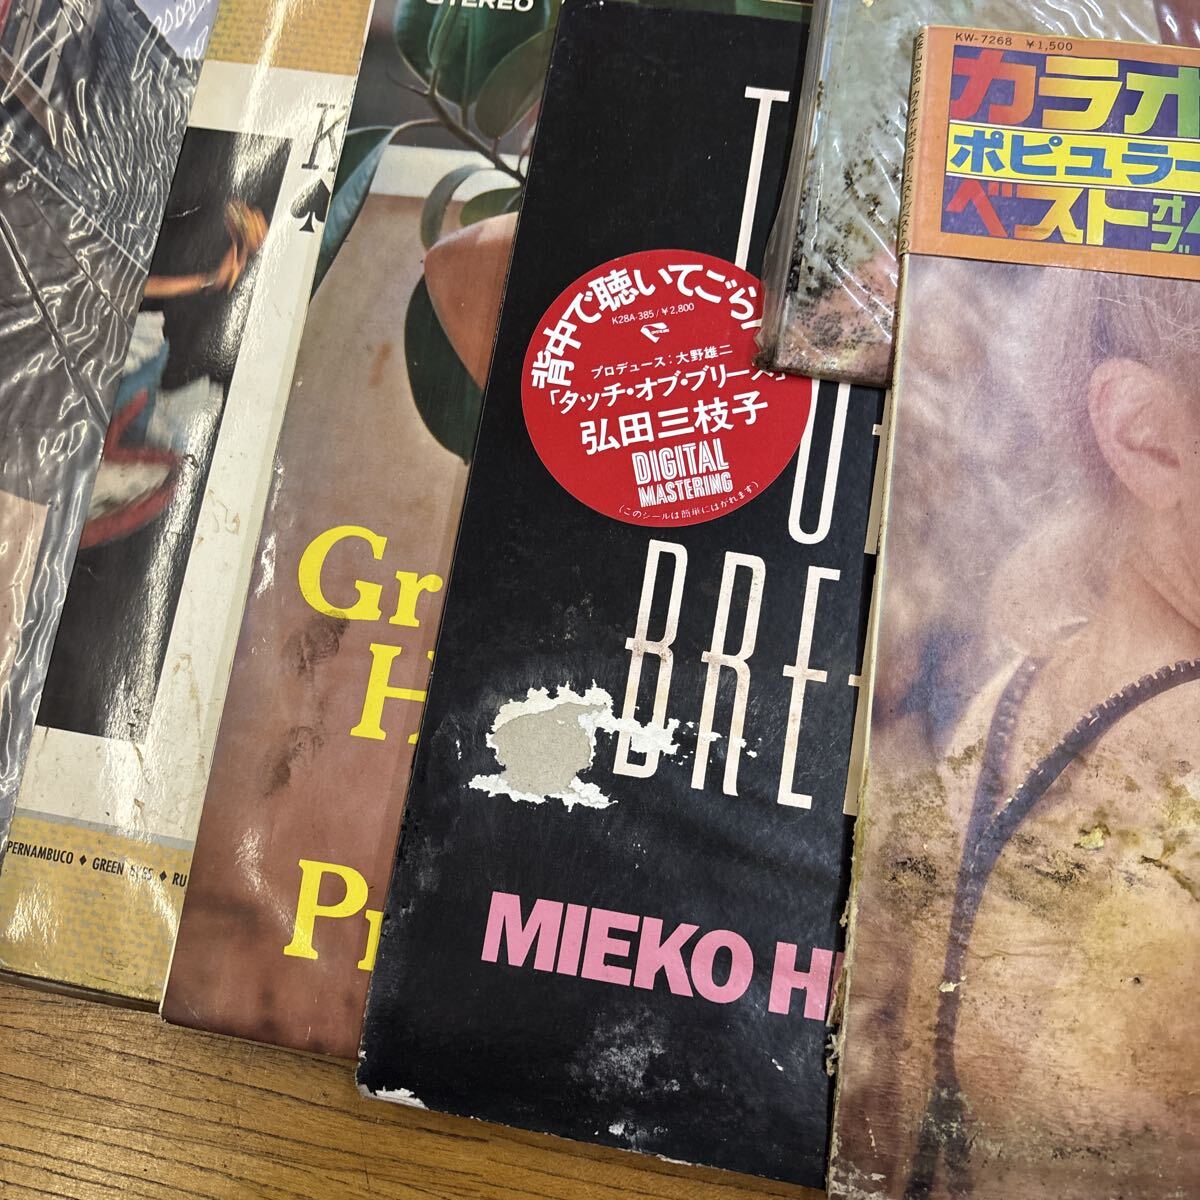 STEREO
KW-7268 ¥1,500
カラオ
ポピュラー
ベスト オブ
K
背中で聴いてごら
K28A-385/¥2,800
プロデュース:大野雄二
「タッチ・オブ・ブリーズ」
弘田三枝子
DIGITAL
MASTERING
(このシールは簡単にはがれます)
T
Gr
H
BRE
PERNAMBUCO ♦ GREEN EYES ♦ RU
Pr
MIEKO H